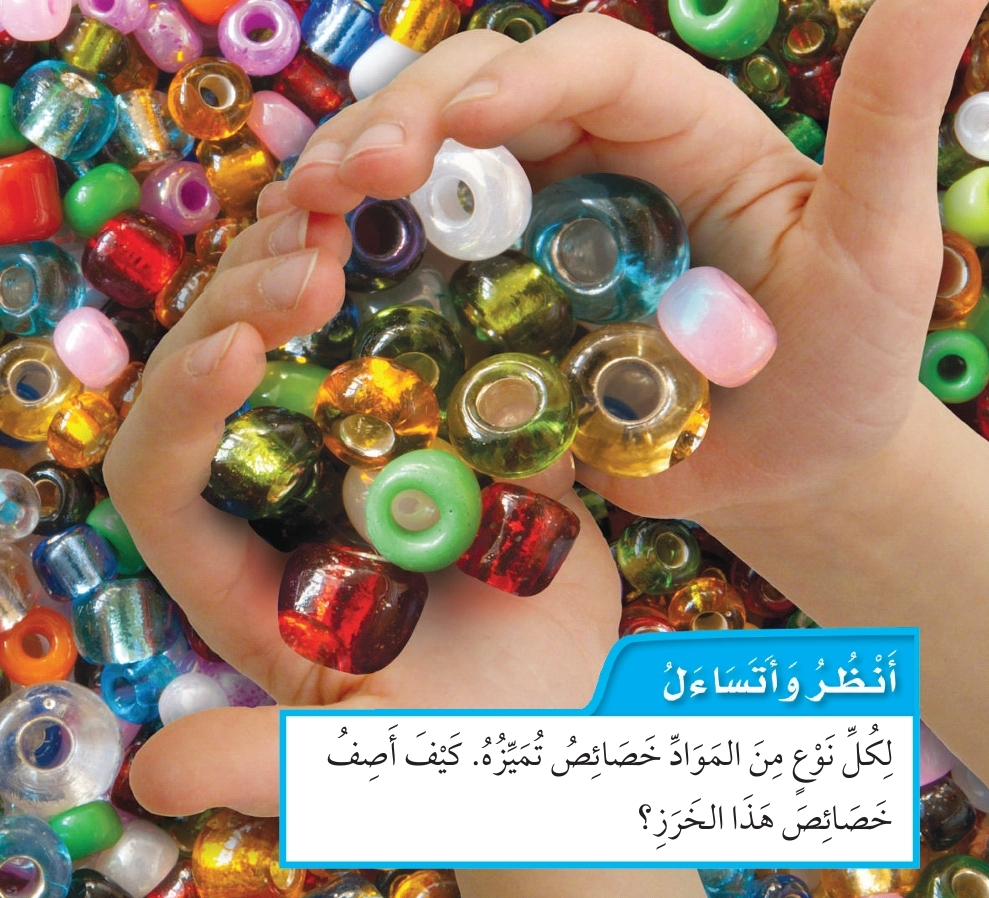 أَنْظُرُ وَأَتَسَاءَلُ
لِكُلِّ نَوْعٍ مِنَ المَوَادِّ خَصَائِصُ تُمَيِّزُهُ. كَيْفَ أَصِفُ
خَصَائِصَ هَذَا الخَرَزِ؟